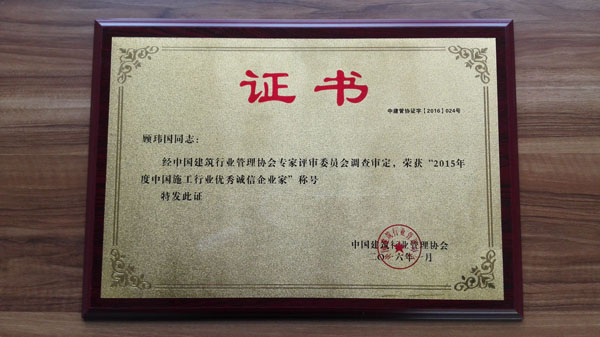 证书
中建管协证字【2016】024号
顾玮国同志：
经中国建筑行业管理协会专家评审委员会调查审定，荣获“2015年
度中国施工行业优秀诚信企业家”称号
特发此证
中国建筑行业管理协会
二〇一六年一月